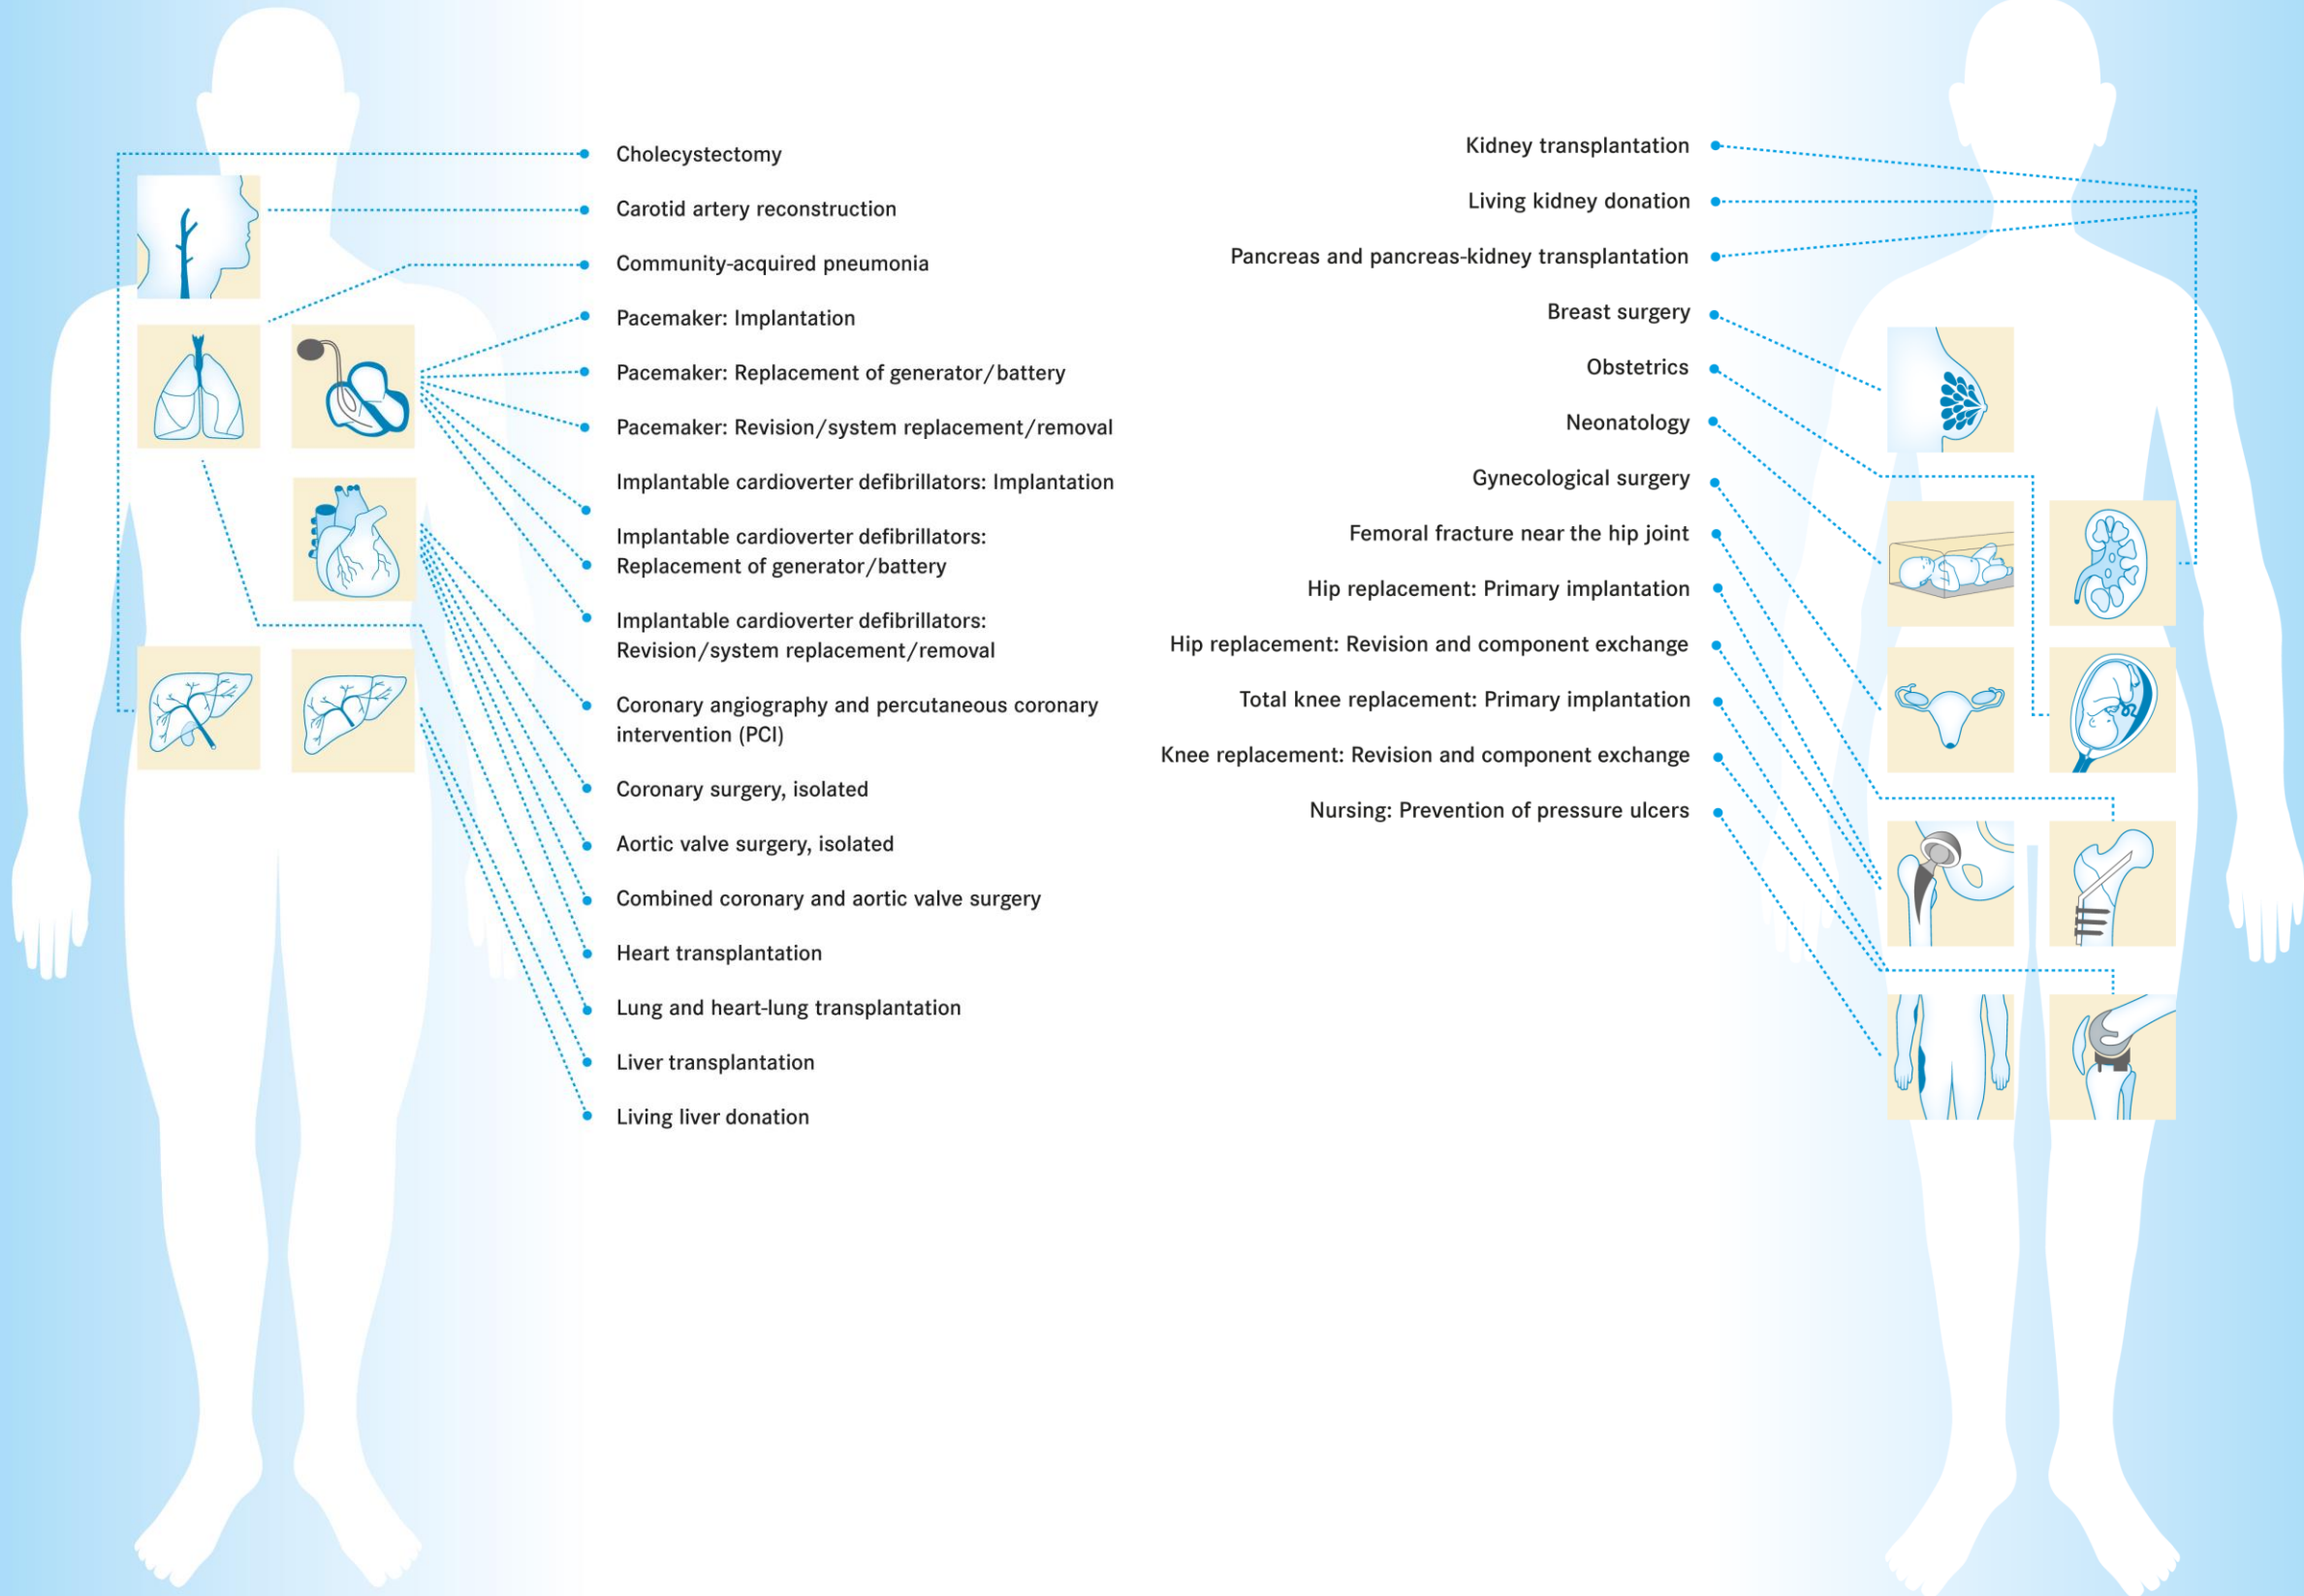 Cholecystectomy
Carotid artery reconstruction
Community-acquired pneumonia
Pacemaker: Implantation
Pacemaker: Replacement of generator/battery
Pacemaker: Revision/system replacement/removal
Implantable cardioverter defibrillators: Implantation
Implantable cardioverter defibrillators:
Replacement of generator/battery
Implantable cardioverter defibrillators:
Revision/system replacement/removal
Coronary angiography and percutaneous coronary
intervention (PCI)
Coronary surgery, isolated
Aortic valve surgery, isolated
Combined coronary and aortic valve surgery
Heart transplantation
Lung and heart-lung transplantation
Liver transplantation
Living liver donation
Kidney transplantation
Living kidney donation
Pancreas and pancreas-kidney transplantation
Breast surgery
Obstetrics
Neonatology
Gynecological surgery
Femoral fracture near the hip joint
Hip replacement: Primary implantation
Hip replacement: Revision and component exchange
Total knee replacement: Primary implantation
Knee replacement: Revision and component exchange
Nursing: Prevention of pressure ulcers